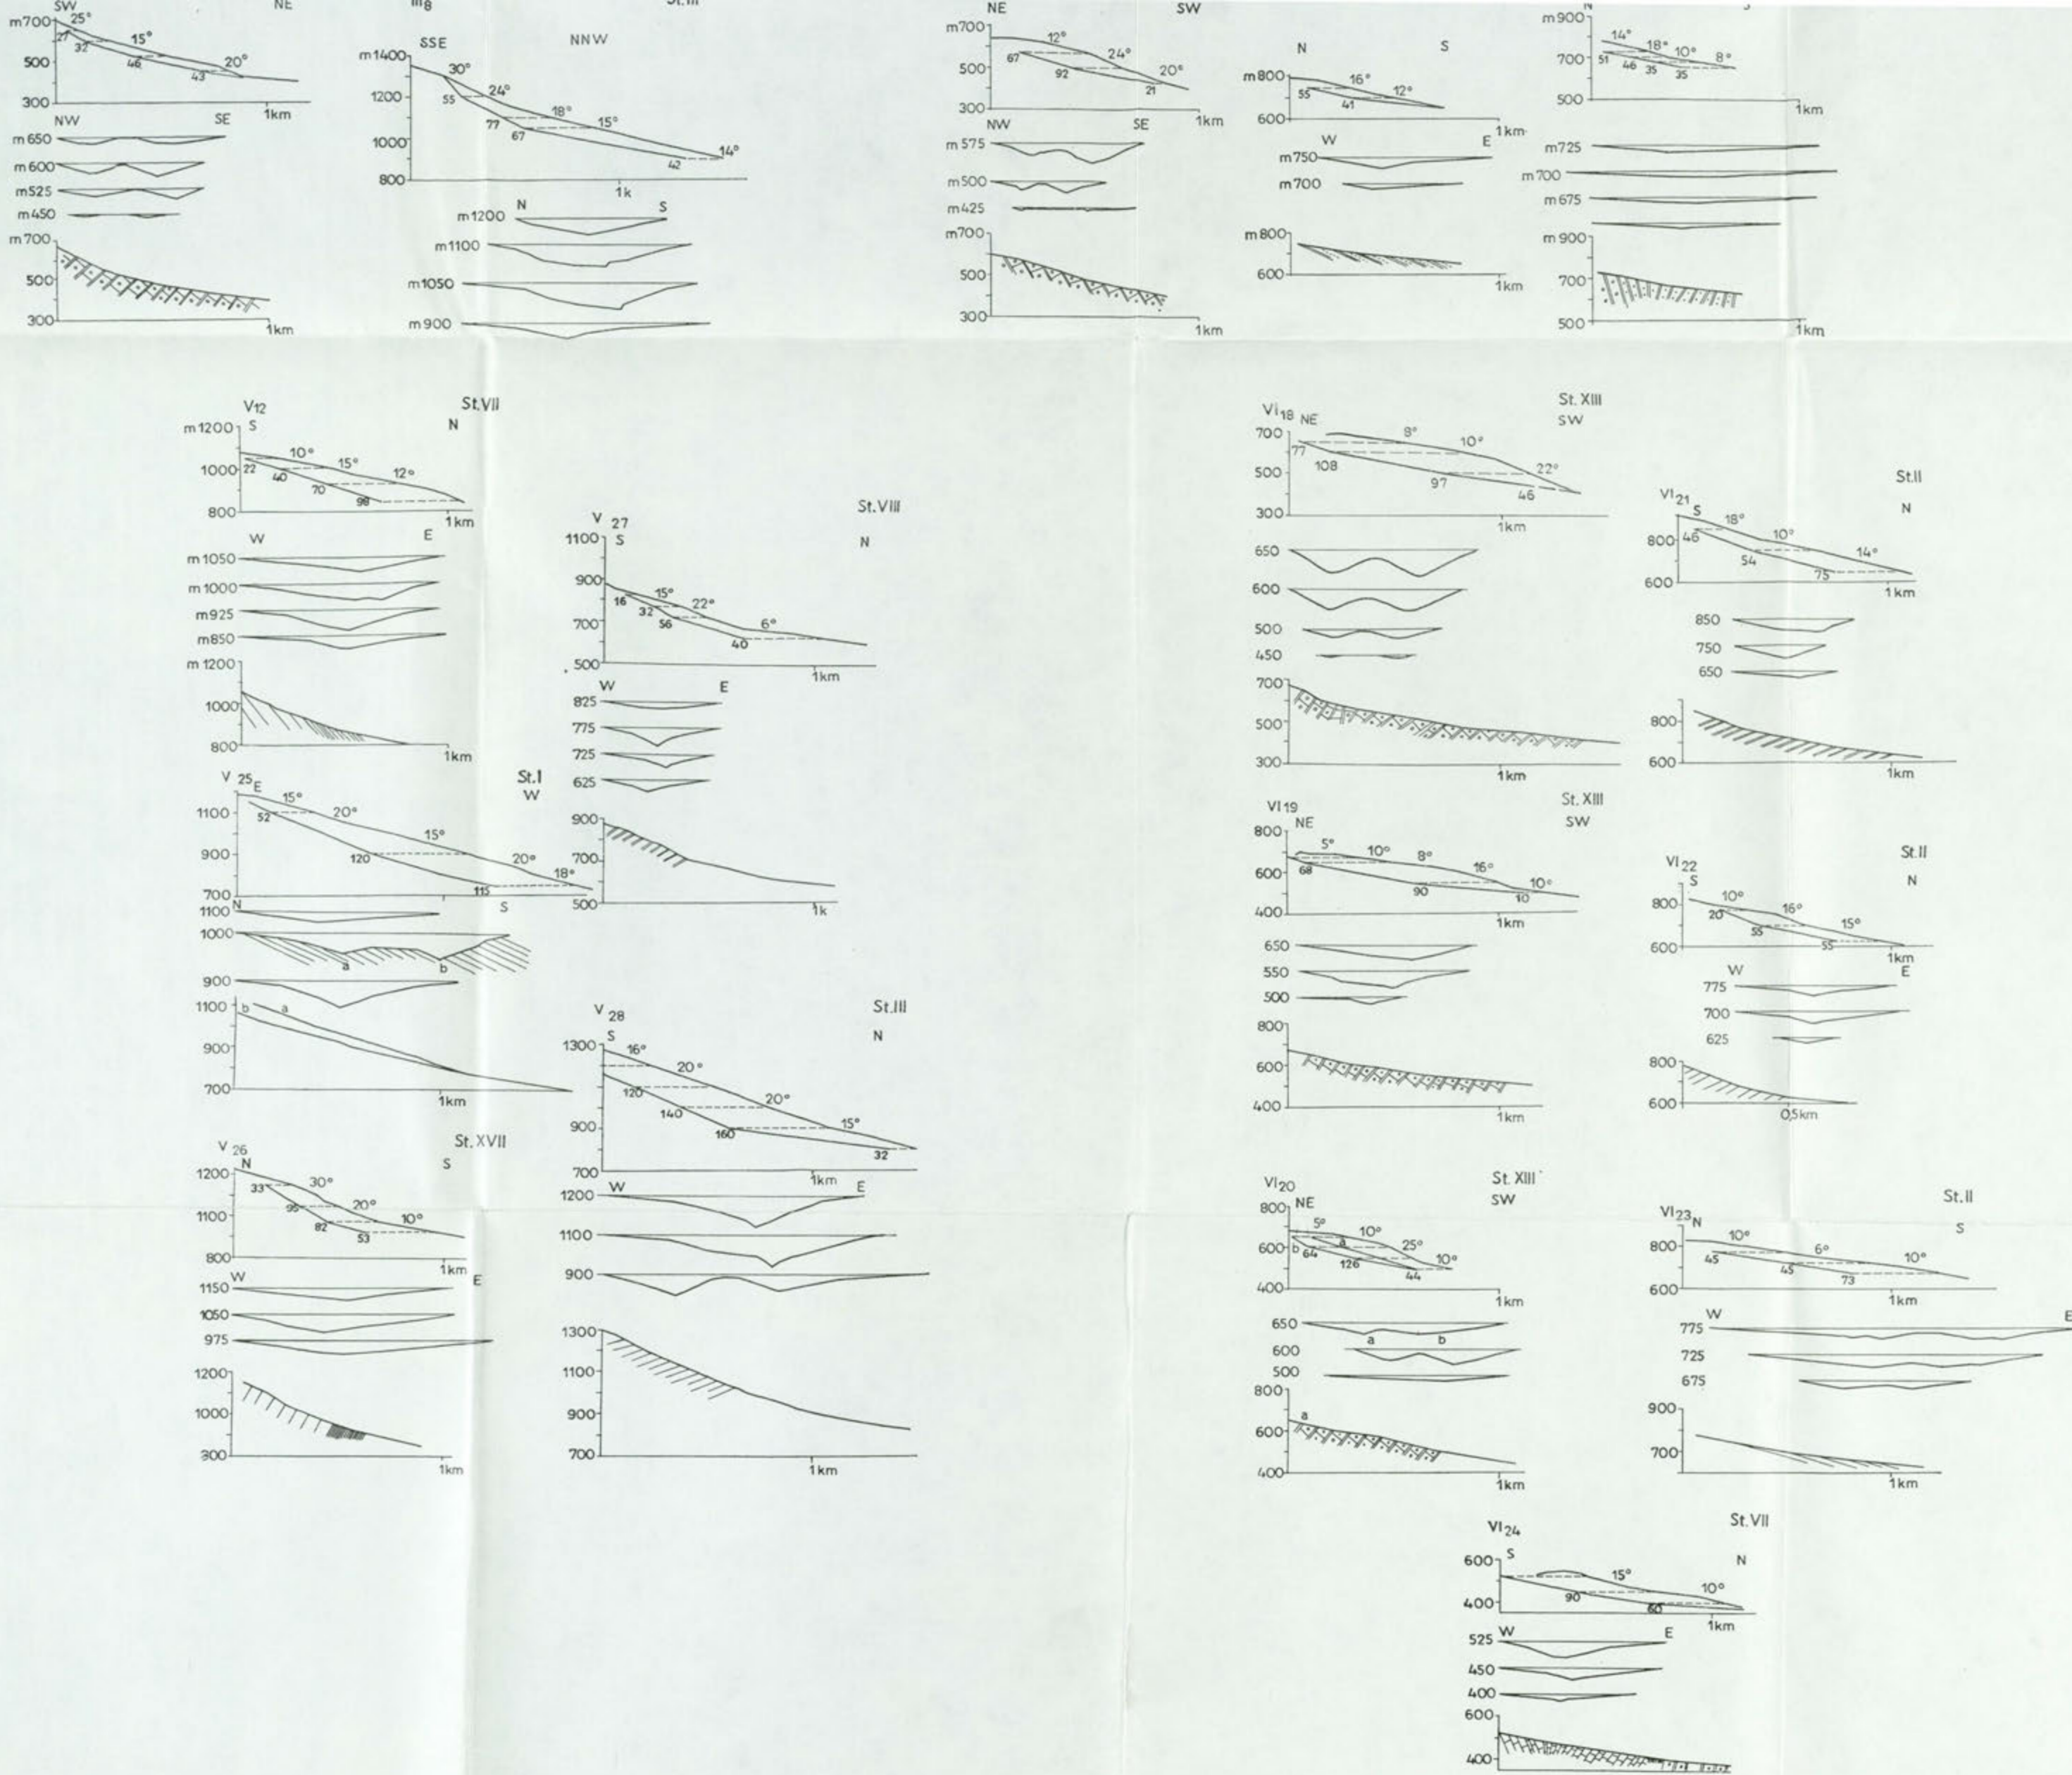 SW NE
m700 25°
27 32 15°
500 46 43 20°
300
1km
NW SE
m650
m600
m525
m450
m700
500
300
1km
m8
SSE NNW
m1400 30°
1200 55 24°
77 18°
1000 67 15°
42 14°
800
1k
N S
m1200
m1100
m1050
m900
NE SW
m700 12°
67 24°
500 92 20°
21
300
1km
NW SE
m575
m500
m425
m700
500
300
1km
N S
m800 16°
55 41 12°
600
1km
W E
m750
m700
m800
600
1km
m900
14° 18° 10° 8°
700 51 46 35 35
500
1km
m725
m700
m675
m900
700
500
1km
V12 St.VII
m1200 S N
10° 15° 12°
1000 22 40 70 98
800
1km
W E
m1050
m1000
m925
m850
m1200
1000
800
1km
V 25 E St.I
W
15° 20°
1100 52
15°
900 120 20° 18°
700 115
N S
1100
1000
a b
900
1100 b a
900
700
1km
V 26 St.XVII
N S
1200 33 30°
95 20°
1100 82 10°
53
800
1km
W E
1150
1050
975
1200
1000
300
1km
V 27 St.VIII
1100 S N
900 15° 22°
16 32 56
700 6°
40
500
1km
W E
825
775
725
625
900
700
500
1k
V 28 St.III
1300 S N
16° 20°
120 20°
140 15°
900 160 32
700
1km
W E
1200
1100
900
1300
1100
900
700
1km
Vi18 NE St. XIII
SW
700 8° 10°
77 108
500 97 22°
46
300
1km
650
600
500
450
700
500
300
1km
VI19 St. XIII
NE SW
800 5° 10° 8° 16° 10°
600 68 90 10
400
1km
650
550
500
800
600
400
1km
VI20 St. XIII
NE SW
800 5° 10° 25° 10°
600 b 64 a 126 44
400
1km
650
a b
600
500
800
a
600
400
1km
VI21 St.II
S N
18° 10° 14°
800 46 54 75
600
1km
850
750
650
800
600
1km
VI22 St.II
S N
10° 16° 15°
800 20 55 55
600
1km
W E
775
700
625
800
600
0,5km
VI23 N St.II
S
10° 6° 10°
800 45 45 73
600
1km
W E
775
725
675
900
700
1km
VI24 St.VII
600 S N
15° 10°
400 90 60
1km
525 W E
450
400
600
400